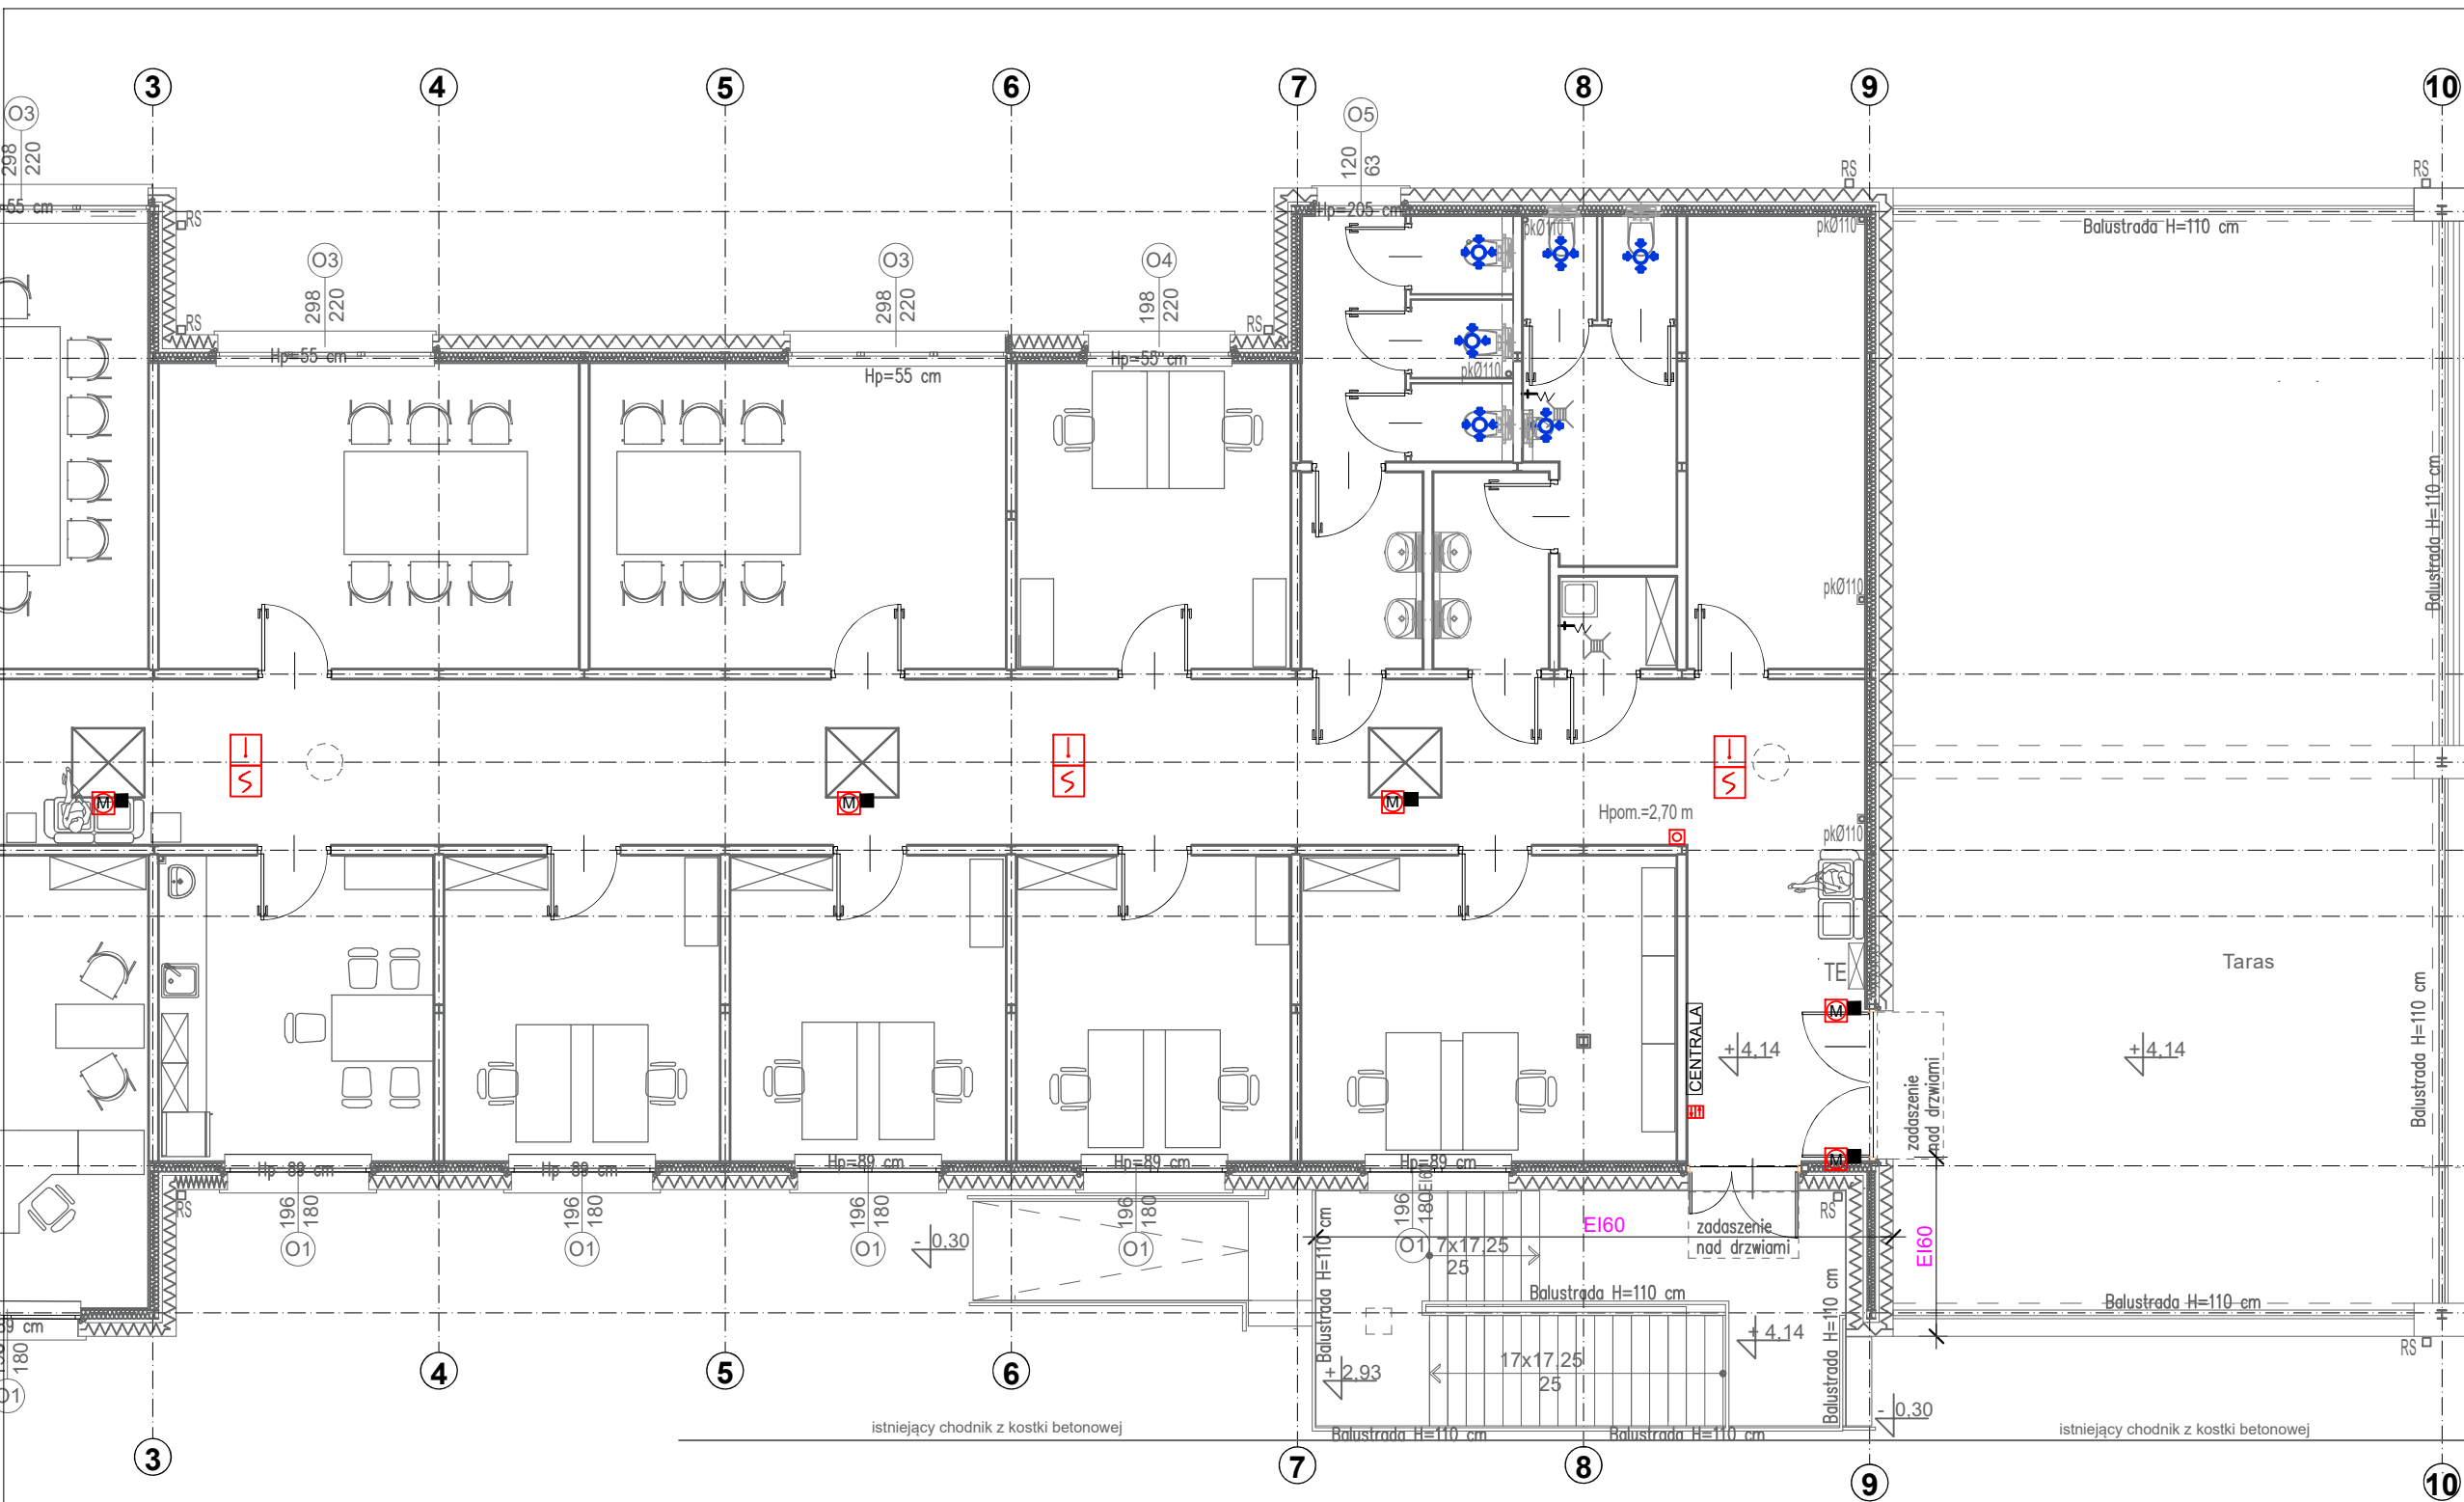 3
4
5
6
7
8
9
10
O3
298
220
O5
120
63
RS
RS
Hp=205 cm
pkØ110
pkØ110
RS
Balustrada H=110 cm
O3
298
220
O3
298
220
O4
198
220
RS
RS
Hp=55 cm
Hp=55 cm
Hp=55 cm
pkØ110
Balustrada H=110 cm
pkØ110
S
S
S
M
M
M
Hpom.=2,70 m
pkØ110
TE
Taras
M
CENTRALA
+ 4,14
+ 4,14
zadaszenie
nad drzwiami
Balustrada H=110 cm
M
Hp 89 cm
Hp 89 cm
Hp=89 cm
Hp=89 cm
Hp=89 cm
RS
196
180
O1
196
180
O1
196
180
O1
- 0,30
196
180
O1
196
180
EI60
O1
7x17,25
25
EI60
zadaszenie
nad drzwiami
RS
EI60
Balustrada H=110 cm
Balustrada H=110 cm
Balustrada H=110 cm
Balustrada H=110 cm
89 cm
180
+ 4,14
+ 2,93
17x17,25
25
RS
- 0,30
istniejący chodnik z kostki betonowej
Balustrada H=110 cm
Balustrada H=110 cm
istniejący chodnik z kostki betonowej
3
4
5
6
7
8
9
10